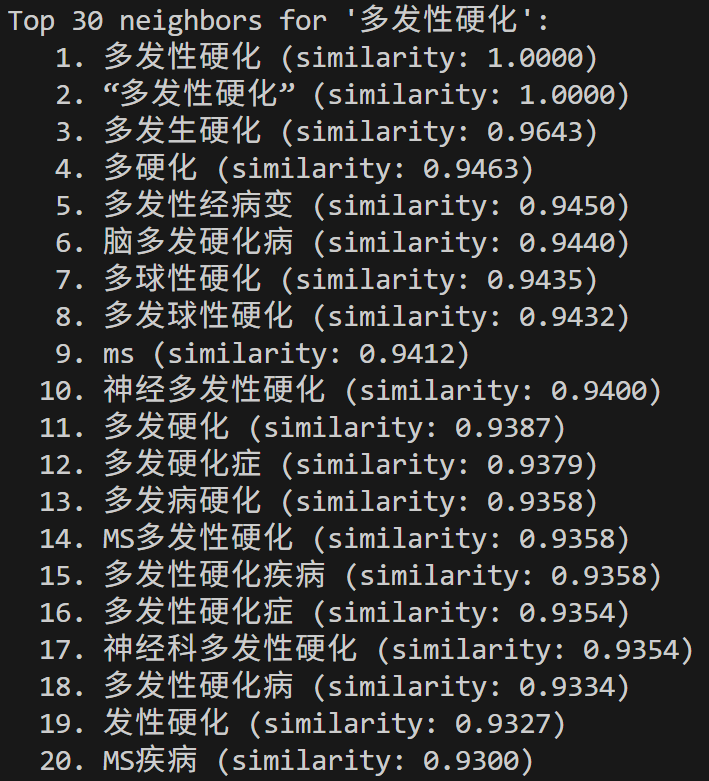 Top 30 neighbors for '多发性硬化':
1. 多发性硬化 (similarity: 1.0000)
2. “多发性硬化” (similarity: 1.0000)
3. 多发生硬化 (similarity: 0.9643)
4. 多硬化 (similarity: 0.9463)
5. 多发性经病变 (similarity: 0.9450)
6. 脑多发硬化病 (similarity: 0.9440)
7. 多球性硬化 (similarity: 0.9435)
8. 多发球性硬化 (similarity: 0.9432)
9. ms (similarity: 0.9412)
10. 神经多发性硬化 (similarity: 0.9400)
11. 多发硬化 (similarity: 0.9387)
12. 多发硬化症 (similarity: 0.9379)
13. 多发病硬化 (similarity: 0.9358)
14. MS多发性硬化 (similarity: 0.9358)
15. 多发性硬化疾病 (similarity: 0.9358)
16. 多发性硬化症 (similarity: 0.9354)
17. 神经科多发性硬化 (similarity: 0.9354)
18. 多发性硬化病 (similarity: 0.9334)
19. 发性硬化 (similarity: 0.9327)
20. MS疾病 (similarity: 0.9300)